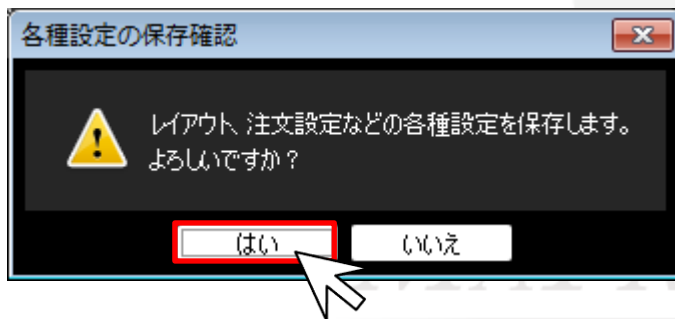 各種設定の保存確認
レイアウト、注文設定などの各種設定を保存します。
よろしいですか？
はい
いいえ